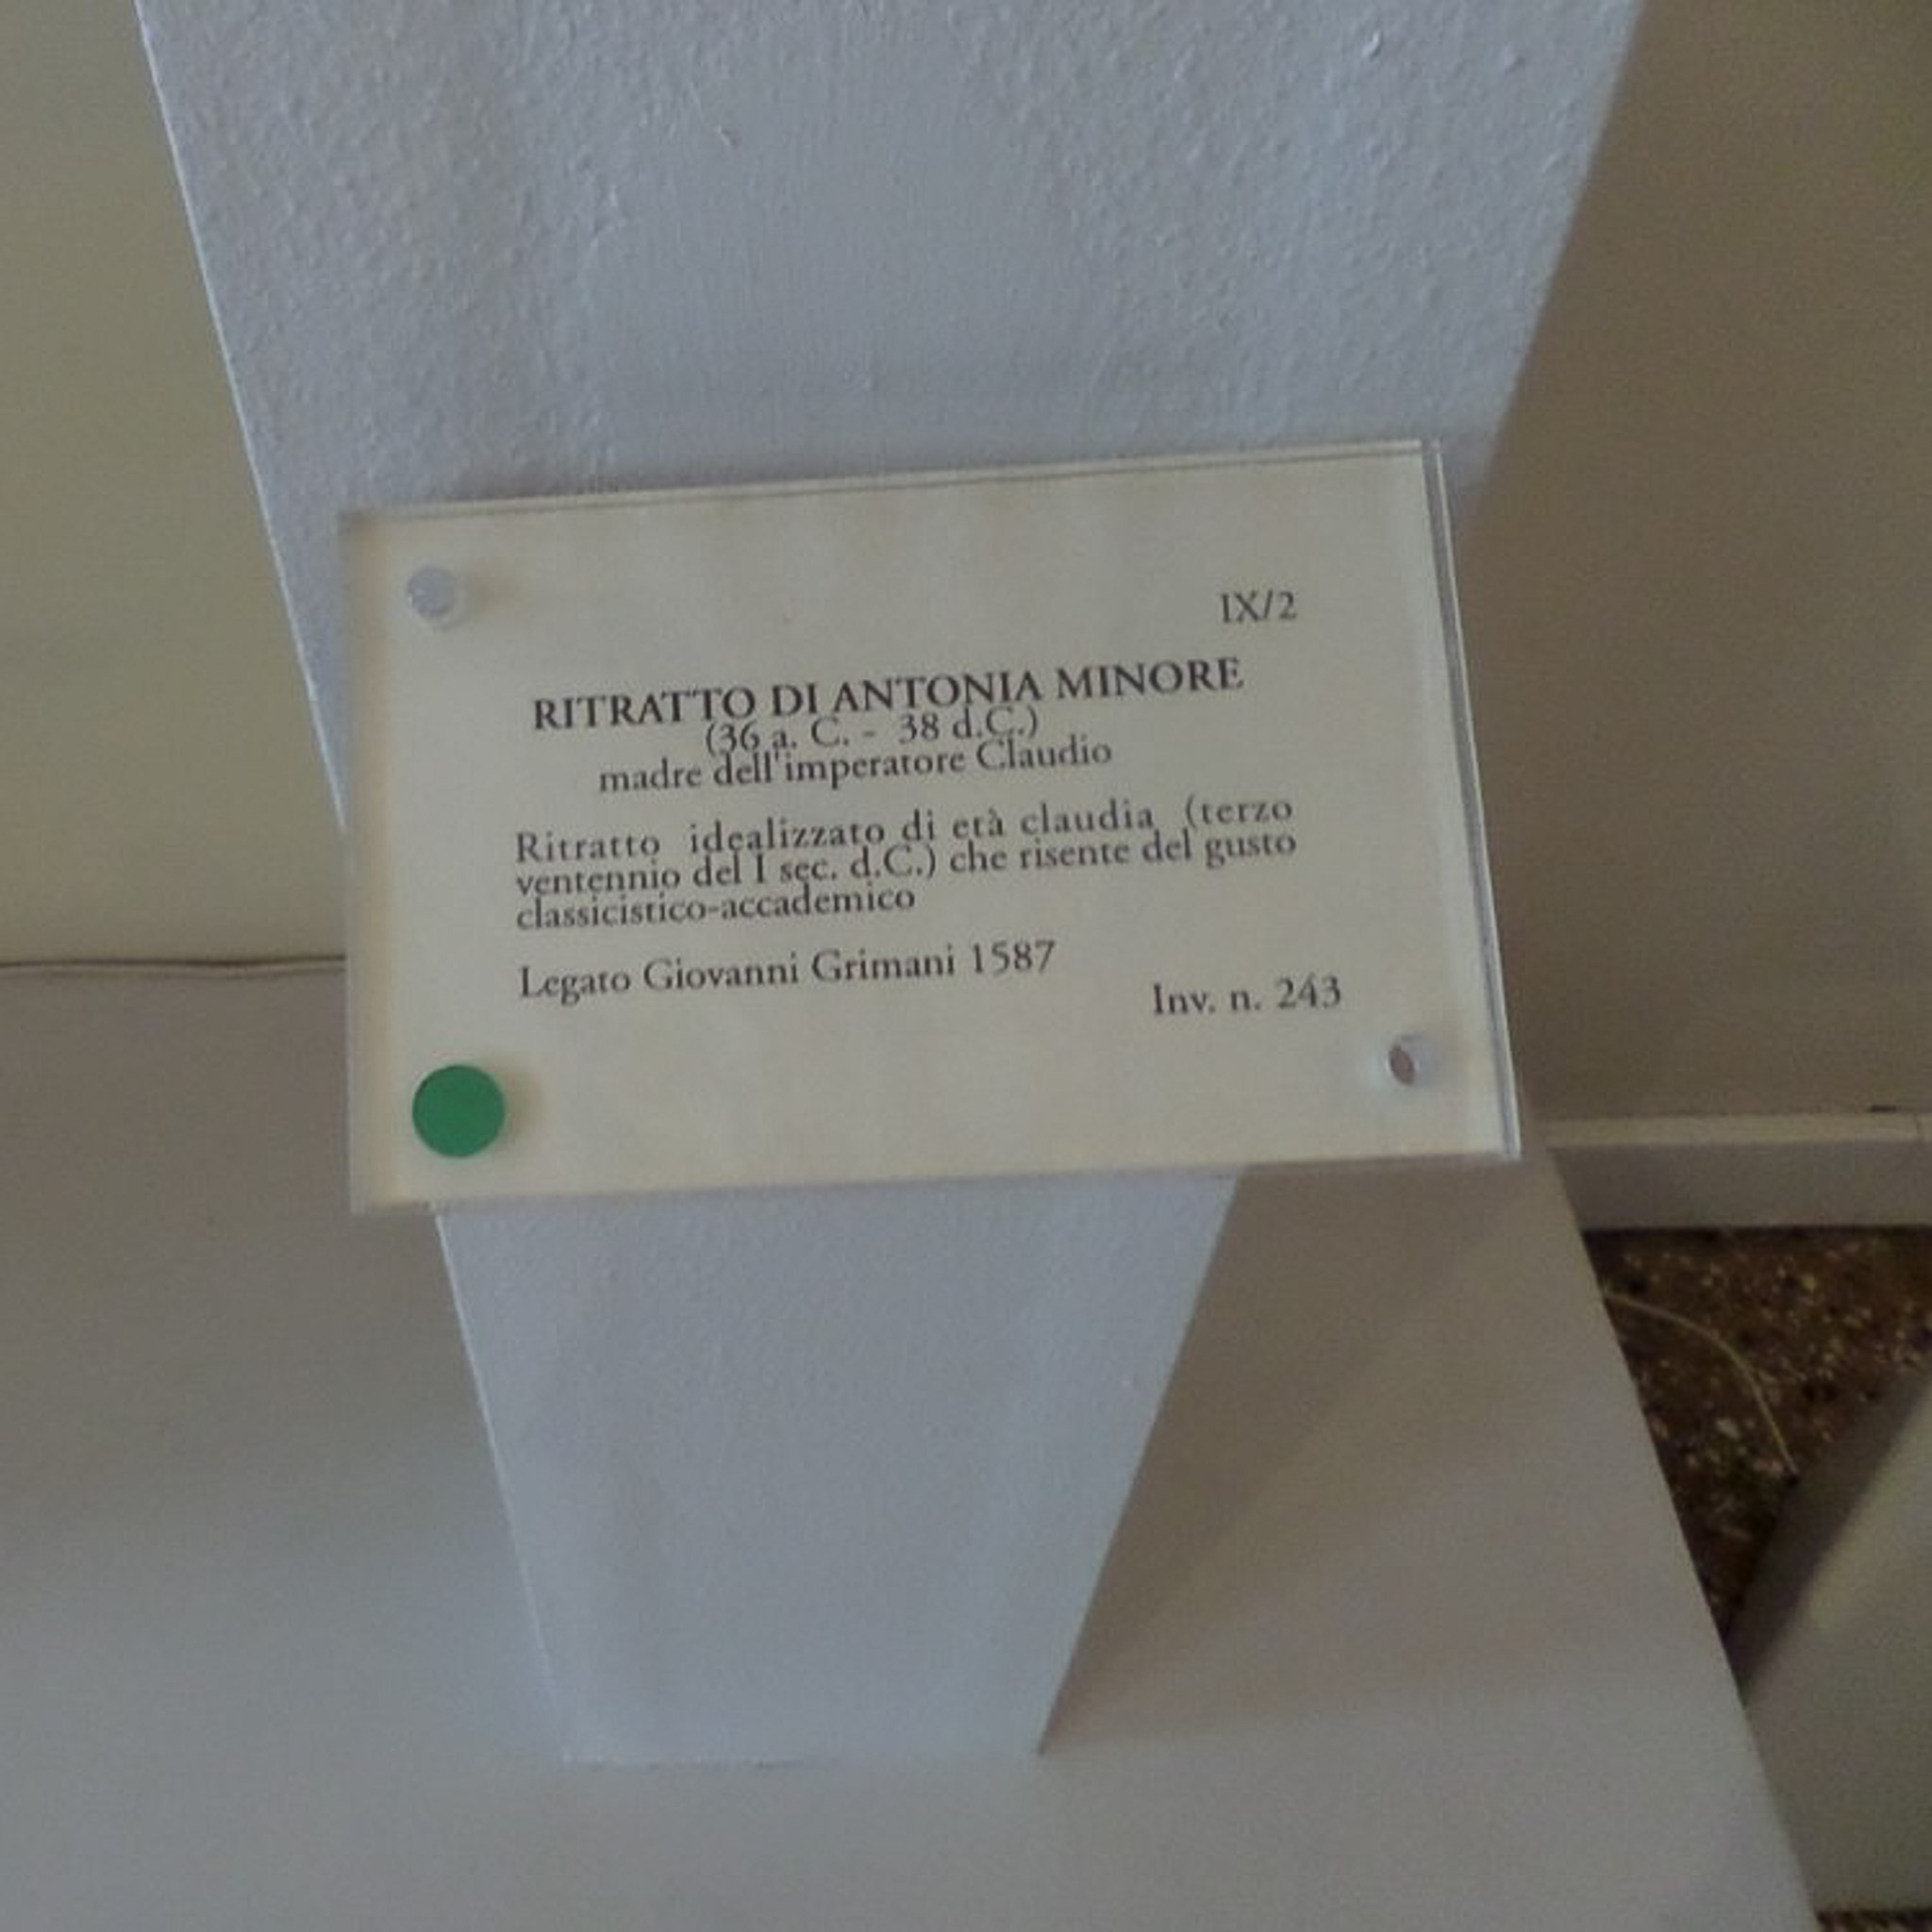 IX/2
RITRATTO DI ANTONIA MINORE
(36 a. C. - 38 d.C.)
madre dell'imperatore Claudio
Ritratto idealizzato di età claudia (terzo
ventennio del I sec. d.C.) che risente del gusto
classicistico-accademico
Legato Giovanni Grimani 1587
Inv. n. 243